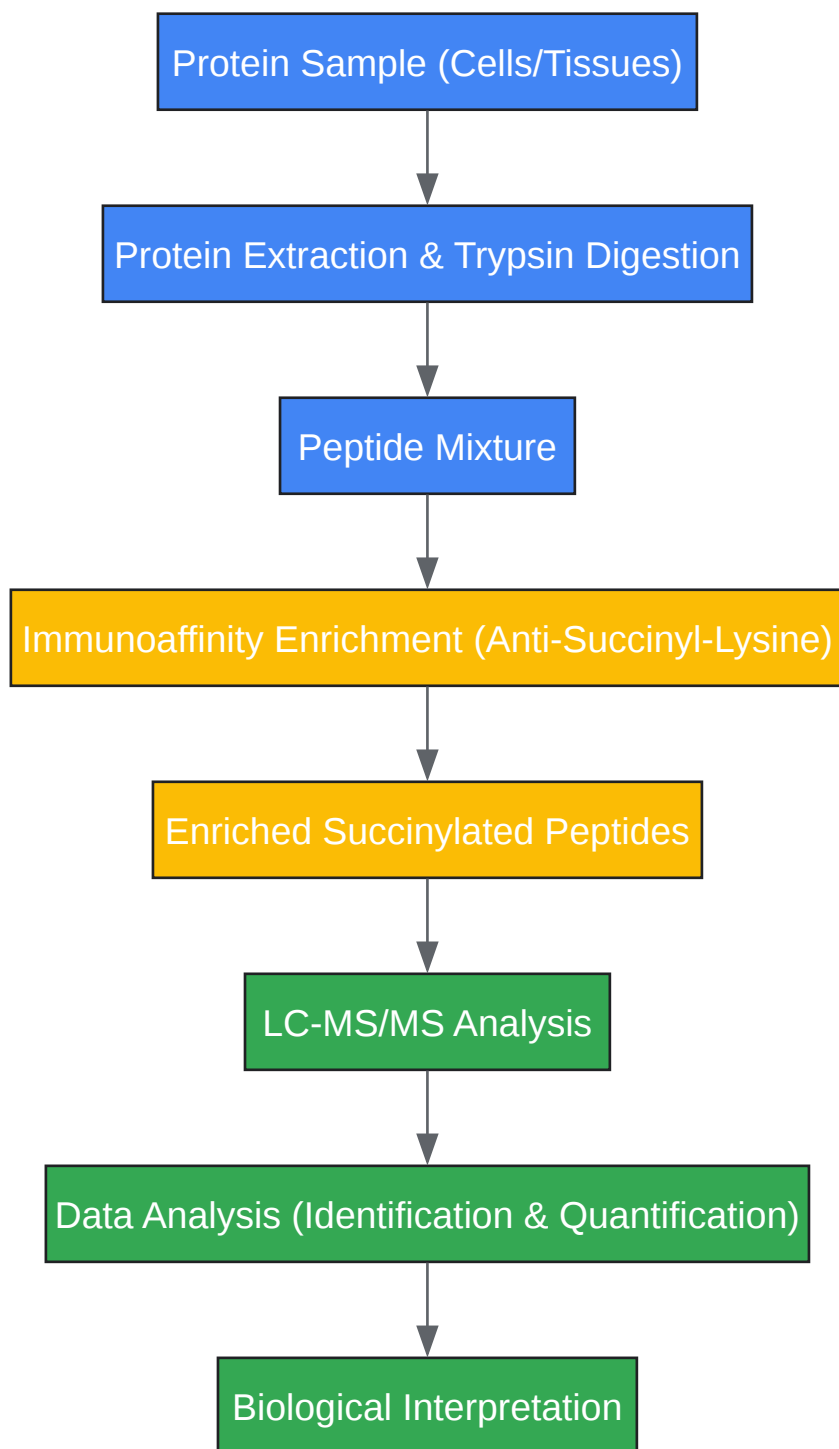 Protein Sample (Cells/Tissues)
Protein Extraction & Trypsin Digestion
Peptide Mixture
Immunoaffinity Enrichment (Anti-Succinyl-Lysine)
Enriched Succinylated Peptides
LC-MS/MS Analysis
Data Analysis (Identification & Quantification)
Biological Interpretation